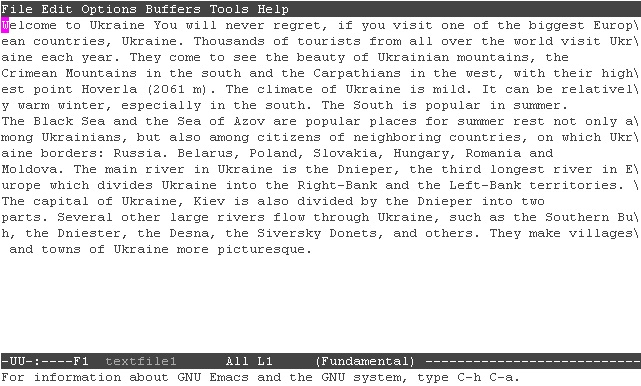 File Edit Options Buffers Tools Help
Welcome to Ukraine You will never regret, if you visit one of the biggest Europ\
ean countries, Ukraine. Thousands of tourists from all over the world visit Ukr\
aine each year. They come to see the beauty of Ukrainian mountains, the
Crimean Mountains in the south and the Carpathians in the west, with their high\
est point Hoverla (2061 m). The climate of Ukraine is mild. It can be relativel\
y warm winter, especially in the south. The South is popular in summer.
The Black Sea and the Sea of Azov are popular places for summer rest not only a\
mong Ukrainians, but also among citizens of neighboring countries, on which Ukr\
aine borders: Russia. Belarus, Poland, Slovakia, Hungary, Romania and
Moldova. The main river in Ukraine is the Dnieper, the third longest river in E\
urope which divides Ukraine into the Right-Bank and the Left-Bank territories. \
The capital of Ukraine, Kiev is also divided by the Dnieper into two
parts. Several other large rivers flow through Ukraine, such as the Southern Bu\
h, the Dniester, the Desna, the Siversky Donets, and others. They make villages\
 and towns of Ukraine more picturesque.
-UU-:----F1  textfile1      All L1     (Fundamental) ---------------------------
For information about GNU Emacs and the GNU system, type C-h C-a.